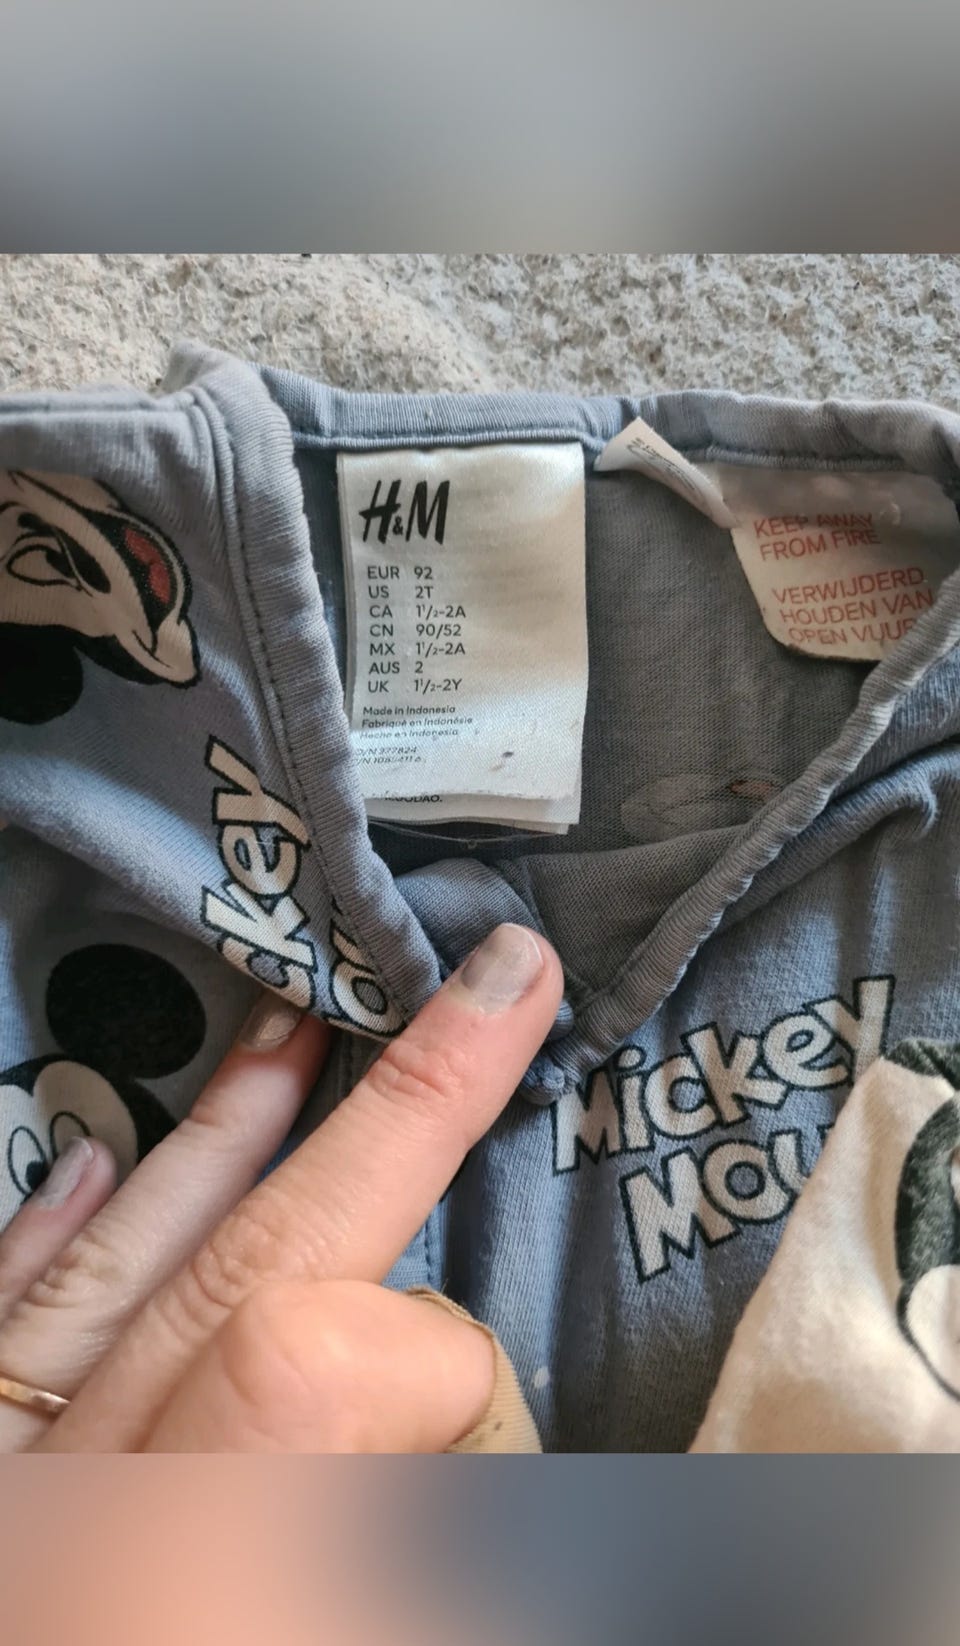 H&M
EUR 92
US 2T
CA 1½-2A
CN 90/52
MX 1½-2A
AUS 2
UK 1½-2Y
Made in Indonesia
Fabriqué en Indonésie
Hecho en Indonesia
KEEP AWAY
FROM FIRE
VERWIJDERD
HOUDEN VAN
OPEN VUUR
Mickey
Mou